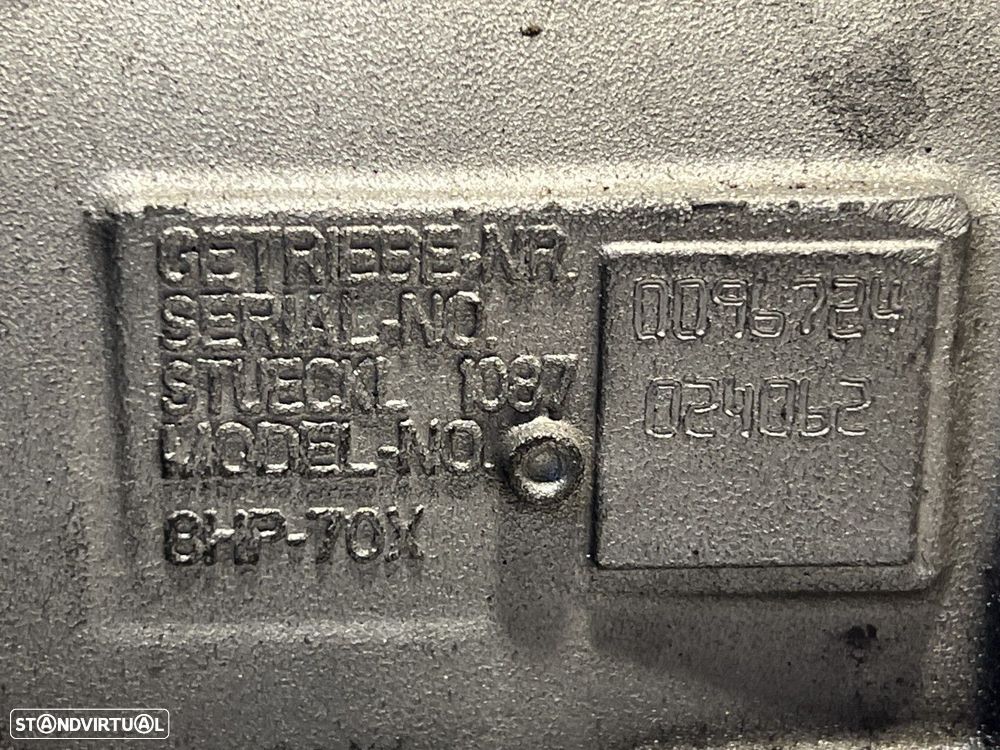 GETRIEBE-NR.
SERIAL-NO.
STUECKL 1087
MODEL-NO.
8HP-70X
0096724
024062
STANDVIRTUAL